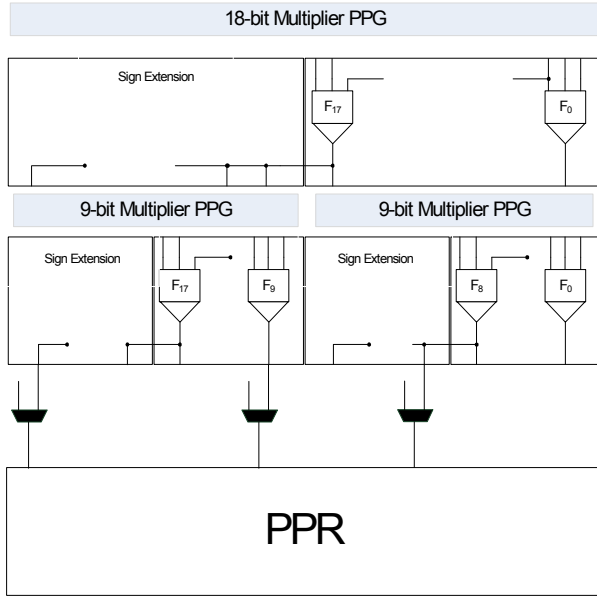 18-bit Multiplier PPG
Sign Extension
F17
F0
9-bit Multiplier PPG
9-bit Multiplier PPG
Sign Extension
F17
F9
Sign Extension
F8
F0
PPR